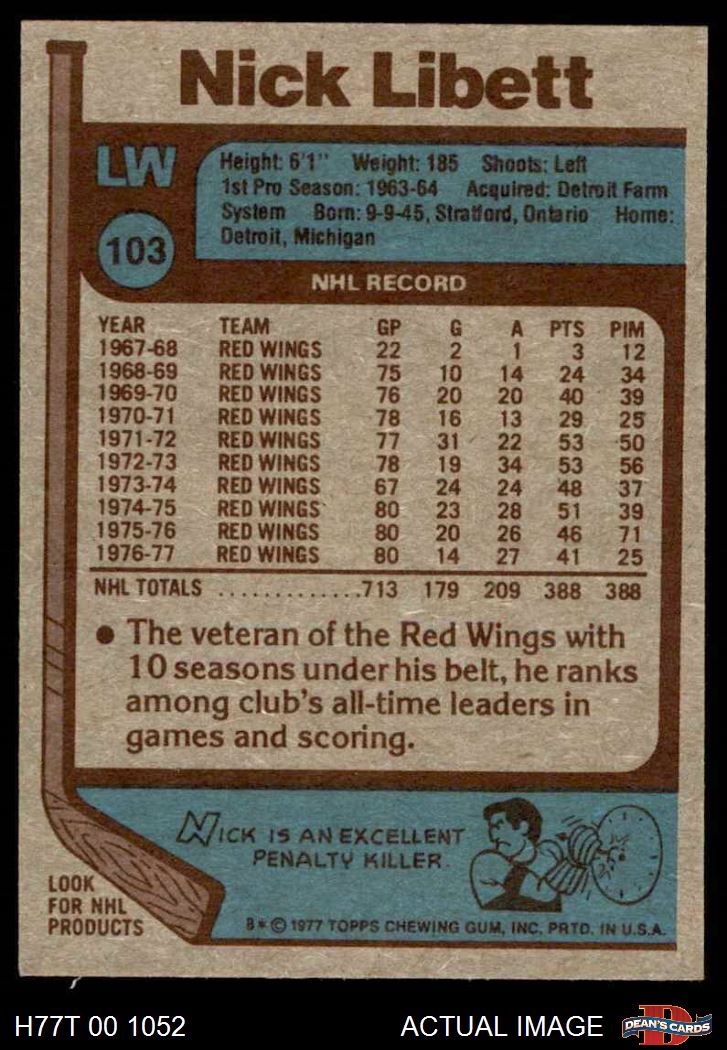 Nick Libett
LW
103
Height: 6'1" Weight: 185 Shoots: Left
1st Pro Season: 1963-64 Acquired: Detroit Farm
System Born: 9-9-45, Stratford, Ontario Home:
Detroit, Michigan
NHL RECORD
YEAR TEAM GP G A PTS PIM
1967-68 RED WINGS 22 2 1 3 12
1968-69 RED WINGS 75 10 14 24 34
1969-70 RED WINGS 76 20 20 40 39
1970-71 RED WINGS 78 16 13 29 25
1971-72 RED WINGS 77 31 22 53 50
1972-73 RED WINGS 78 19 34 53 56
1973-74 RED WINGS 67 24 24 48 37
1974-75 RED WINGS 80 23 28 51 39
1975-76 RED WINGS 80 20 26 46 71
1976-77 RED WINGS 80 14 27 41 25
NHL TOTALS .............713 179 209 388 388
● The veteran of the Red Wings with
10 seasons under his belt, he ranks
among club's all-time leaders in
games and scoring.
NICK IS AN EXCELLENT
PENALTY KILLER.
LOOK
FOR NHL
PRODUCTS
B*© 1977 TOPPS CHEWING GUM, INC. PRTD. IN U.S.A.
H77T 00 1052 ACTUAL IMAGE
D
DEAN'S CARDS